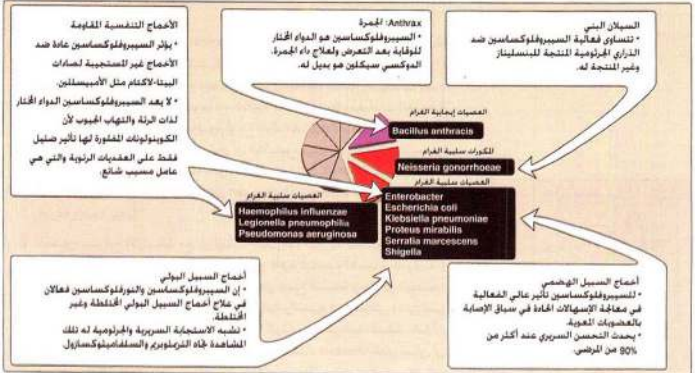 الأخماج التنفسية المقاومة
• يؤثر السيبروفلوكساسين عادة ضد
الأخماج غير المستجيبة لصادات
البيتا-لاكتام مثل الأمبيسللين.
• لا يعد السيبروفلوكساسين الدواء المختار
لذات الرئة والتهاب الجيوب لأن
الكوينولونات المفلورة لها تأثير ضئيل
فقط على العقديات الرئوية والتي هي
عامل مسبب شائع.
Anthrax: الجمرة
• السيبروفلوكساسين هو الدواء المختار
للوقاية بعد التعرض ولعلاج داء الجمرة.
الدوكسي سيكلين هو بديل له.
السيلان البني
• تتساوى فعالية السيبروفلوكساسين ضد
الذراري الجرثومية المنتجة للبنسليناز
وغير المنتجة له.
العصيات إيجابية الغرام
Bacillus anthracis
المكورات سلبية الغرام
Neisseria gonorrhoeae
العصيات سلبية الغرام
Enterobacter
Escherichia coli
Klebsiella pneumoniae
Proteus mirabilis
Serratia marcescens
Shigella
العصيات سلبية الغرام
Haemophilus influenzae
Legionella pneumophilia
Pseudomonas aeruginosa
أخماج السبيل البولي
• إن السيبروفلوكساسين والنورفلوكساسين فعالان
في علاج أخماج السبيل البولي المختلطة وغير
المختلطة.
• تشبه الاستجابة السريرية والجرثومية له تلك
المشاهدة تجاه التريمتوبريم والسلفاميثوكسازول.
أخماج السبيل الهضمي
• للسيبروفلوكساسين تأثير عالي الفعالية
في معالجة الإسهالات الحادة في سياق الإصابة
بالعضويات المعوية.
• يحدث التحسن السريري عند أكثر من
90% من المرضى.